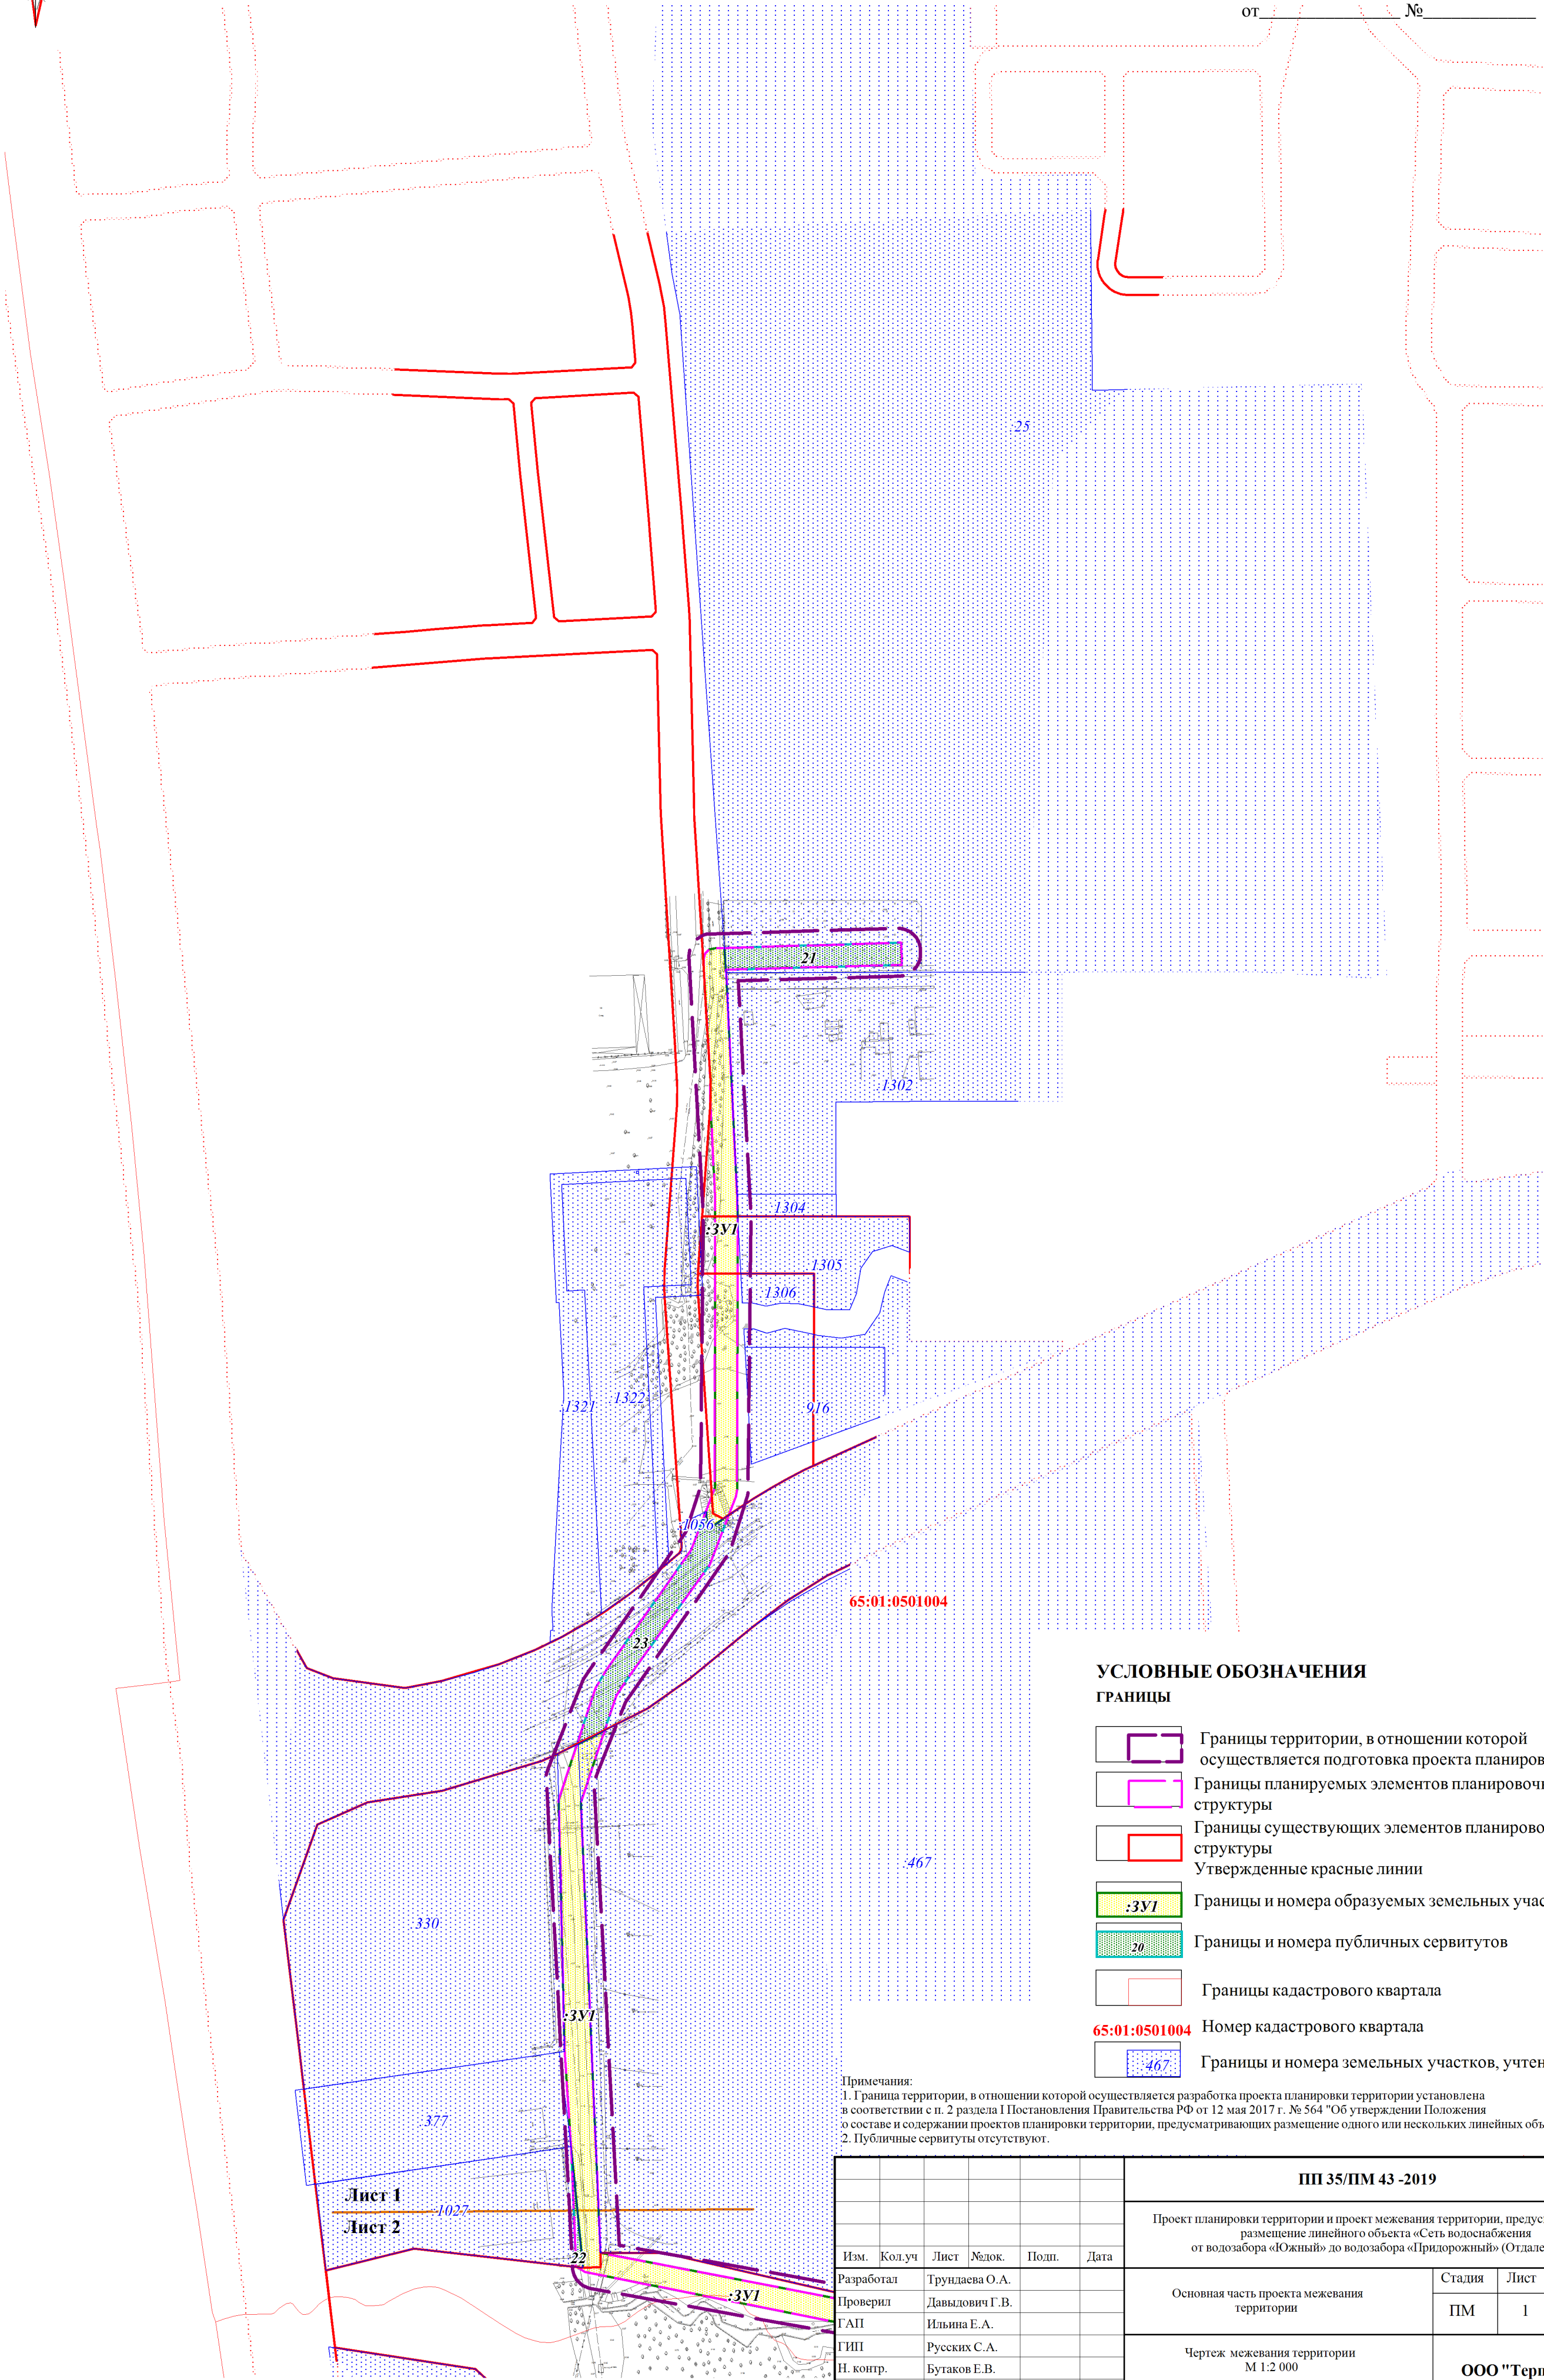 от_______________ №____________
:25
21
:1302
:1304
:ЗУ1
:1305
:1306
:1322
:1321
:916
:1056
65:01:0501004
23
:467
:330
:ЗУ1
:377
Лист 1
:1027
Лист 2
22
:ЗУ1
УСЛОВНЫЕ ОБОЗНАЧЕНИЯ
ГРАНИЦЫ
Границы территории, в отношении которой
осуществляется подготовка проекта планиров
Границы планируемых элементов планировочн
структуры
Границы существующих элементов планирово
структуры
Утвержденные красные линии
:ЗУ1 Границы и номера образуемых земельных учас
20 Границы и номера публичных сервитутов
Границы кадастрового квартала
65:01:0501004 Номер кадастрового квартала
:467 Границы и номера земельных участков, учтен
Примечания:
1. Граница территории, в отношении которой осуществляется разработка проекта планировки территории установлена
в соответствии с п. 2 раздела I Постановления Правительства РФ от 12 мая 2017 г. № 564 "Об утверждении Положения
о составе и содержании проектов планировки территории, предусматривающих размещение одного или нескольких линейных объ
2. Публичные сервитуты отсутствуют.
ПП 35/ПМ 43 -2019
Проект планировки территории и проект межевания территории, предус
размещение линейного объекта «Сеть водоснабжения
от водозабора «Южный» до водозабора «Придорожный» (Отдале
Изм. Кол.уч Лист №док. Подп. Дата
Разработал Трундаева О.А.
Проверил Давыдович Г.В.
ГАП Ильина Е.А.
ГИП Русских С.А.
Н. контр. Бутаков Е.В.
Основная часть проекта межевания
территории
Стадия Лист
ПМ 1
Чертеж межевания территории
М 1:2 000
ООО "Терр